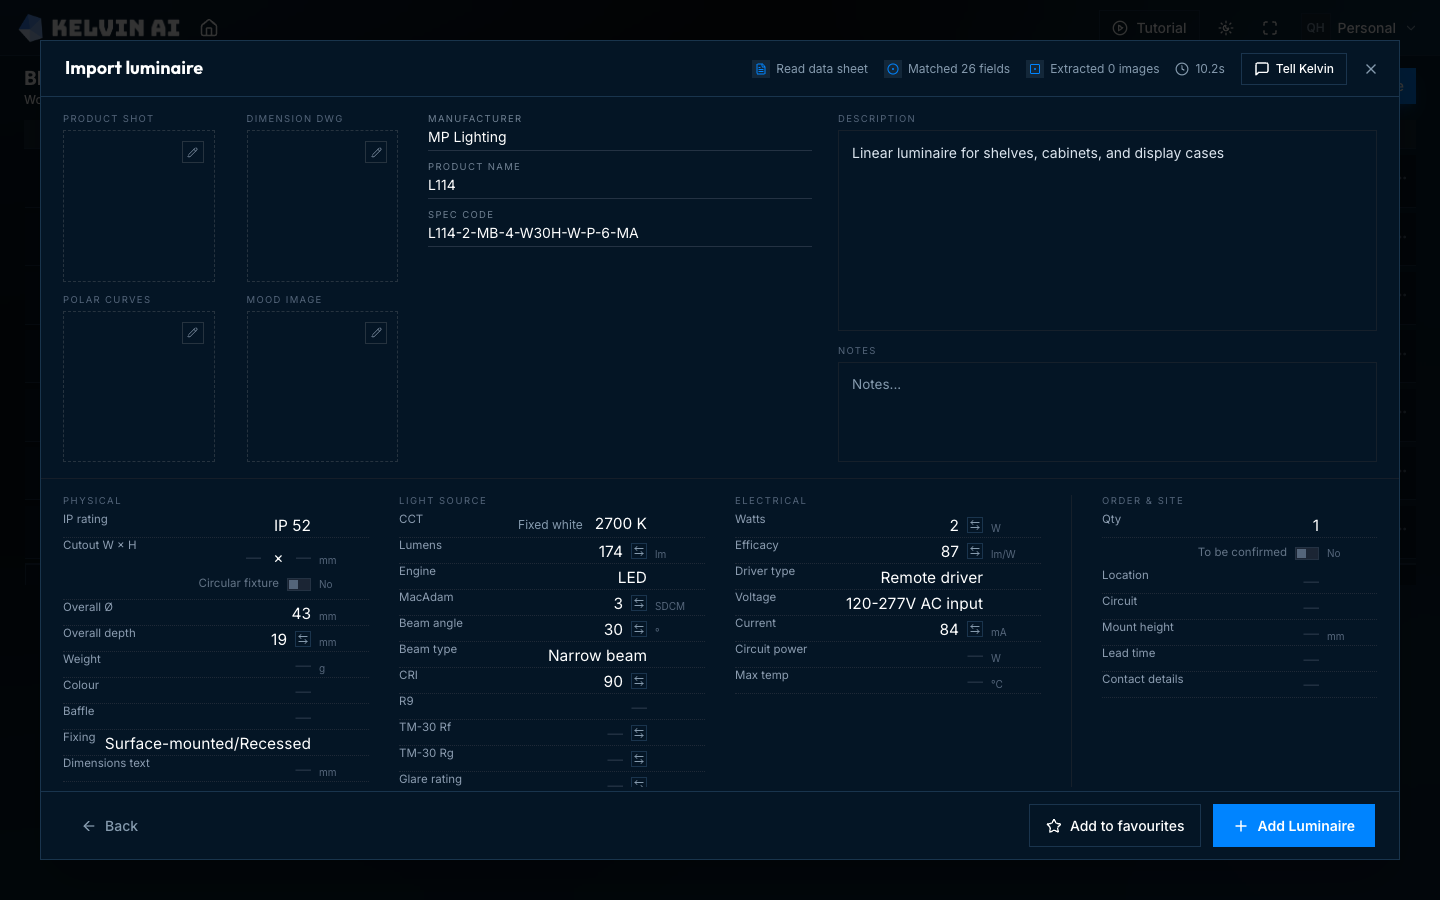 KELVIN AI
Tutorial
QH
Personal
Import luminaire
Read data sheet
Matched 26 fields
Extracted 0 images
10.2s
Tell Kelvin
PRODUCT SHOT
DIMENSION DWG
POLAR CURVES
MOOD IMAGE
MANUFACTURER
MP Lighting
PRODUCT NAME
L114
SPEC CODE
L114-2-MB-4-W30H-W-P-6-MA
DESCRIPTION
Linear luminaire for shelves, cabinets, and display cases
NOTES
Notes...
PHYSICAL
IP rating IP 52
Cutout W × H — × — mm
Circular fixture No
Overall Ø 43 mm
Overall depth 19 mm
Weight — g
Colour —
Baffle —
Fixing Surface-mounted/Recessed
Dimensions text — mm
LIGHT SOURCE
CCT Fixed white 2700 K
Lumens 174 lm
Engine LED
MacAdam 3 SDCM
Beam angle 30 °
Beam type Narrow beam
CRI 90
R9 —
TM-30 Rf —
TM-30 Rg —
Glare rating —
ELECTRICAL
Watts 2 W
Efficacy 87 lm/W
Driver type Remote driver
Voltage 120-277V AC input
Current 84 mA
Circuit power — W
Max temp — °C
ORDER & SITE
Qty 1
To be confirmed No
Location —
Circuit —
Mount height — mm
Lead time —
Contact details —
Back
Add to favourites
Add Luminaire